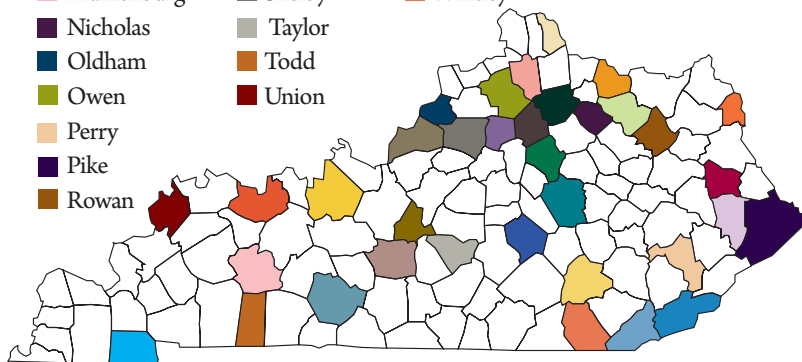 Nicholas Taylor
Oldham Todd
Owen Union
Perry
Pike
Rowan